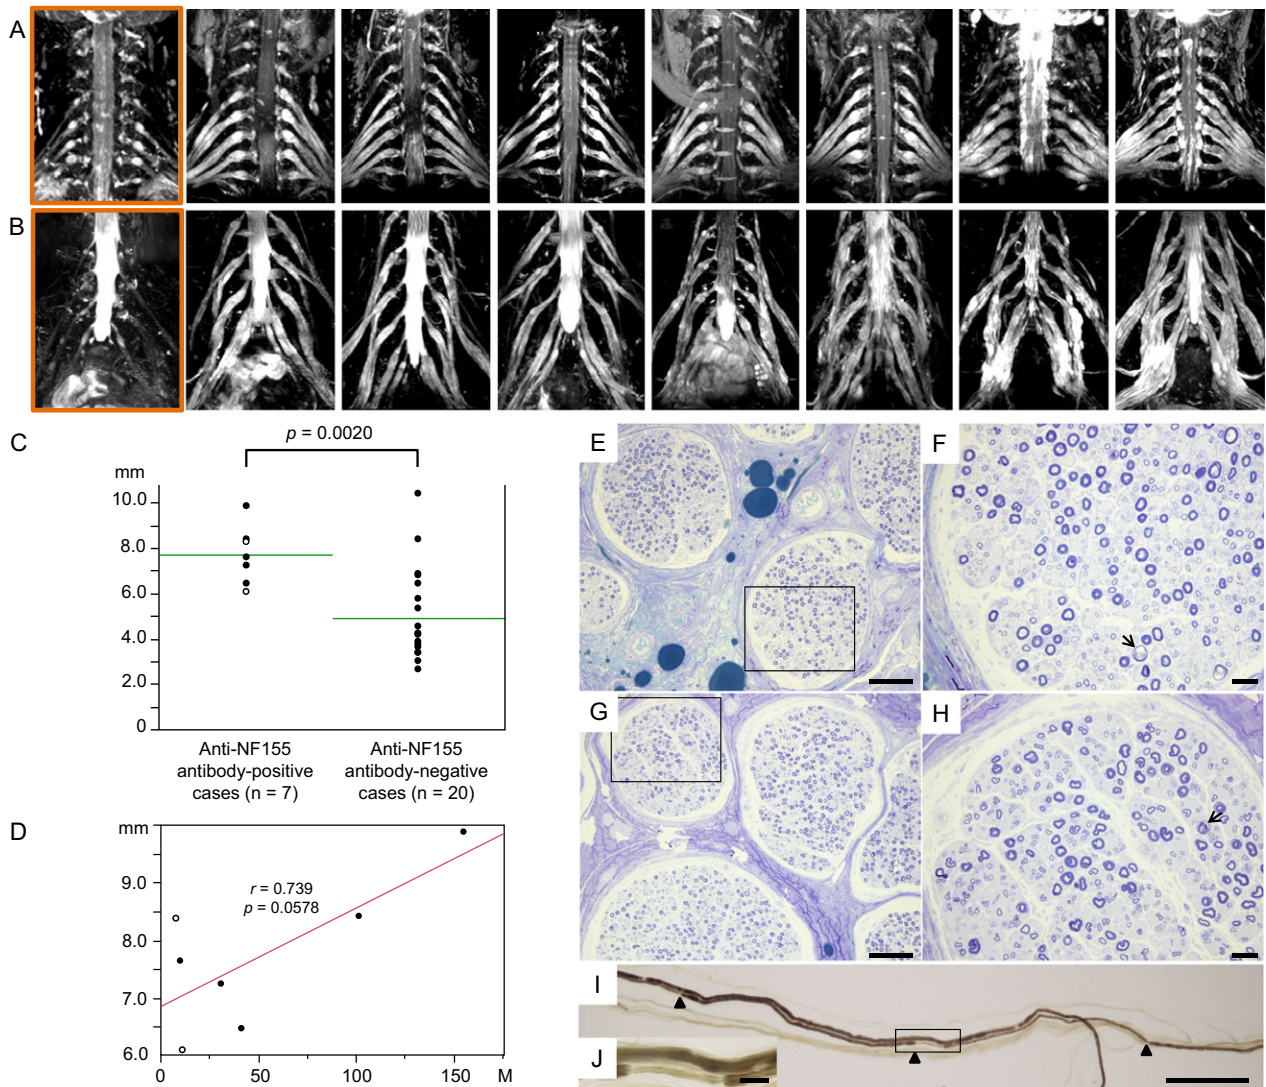 A
B
C
p = 0.0020
mm
10.0
8.0
6.0
4.0
2.0
0
Anti-NF155
antibody-positive
cases (n = 7)
Anti-NF155
antibody-negative
cases (n = 20)
D
mm
9.0
8.0
7.0
6.0
r = 0.739
p = 0.0578
0
50
100
150
M
E
F
G
H
I
J